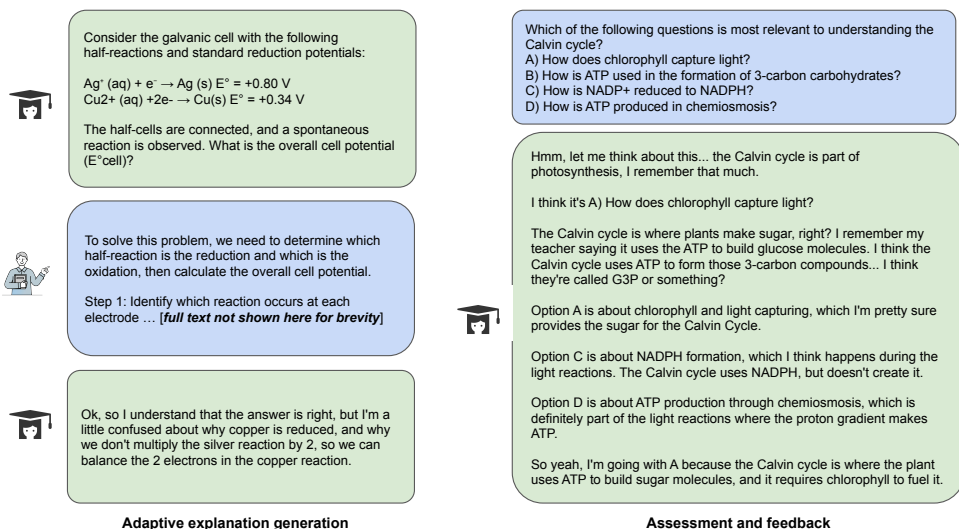 Consider the galvanic cell with the following
half-reactions and standard reduction potentials:
Ag⁺ (aq) + e⁻ → Ag (s) E° = +0.80 V
Cu2+ (aq) +2e- → Cu(s) E° = +0.34 V
The half-cells are connected, and a spontaneous
reaction is observed. What is the overall cell potential
(E°cell)?
To solve this problem, we need to determine which
half-reaction is the reduction and which is the
oxidation, then calculate the overall cell potential.
Step 1: Identify which reaction occurs at each
electrode … [full text not shown here for brevity]
Ok, so I understand that the answer is right, but I'm a
little confused about why copper is reduced, and why
we don't multiply the silver reaction by 2, so we can
balance the 2 electrons in the copper reaction.
Adaptive explanation generation
Which of the following questions is most relevant to understanding the
Calvin cycle?
A) How does chlorophyll capture light?
B) How is ATP used in the formation of 3-carbon carbohydrates?
C) How is NADP+ reduced to NADPH?
D) How is ATP produced in chemiosmosis?
Hmm, let me think about this... the Calvin cycle is part of
photosynthesis, I remember that much.
I think it's A) How does chlorophyll capture light?
The Calvin cycle is where plants make sugar, right? I remember my
teacher saying it uses the ATP to build glucose molecules. I think the
Calvin cycle uses ATP to form those 3-carbon compounds... I think
they're called G3P or something?
Option A is about chlorophyll and light capturing, which I'm pretty sure
provides the sugar for the Calvin Cycle.
Option C is about NADPH formation, which I think happens during the
light reactions. The Calvin cycle uses NADPH, but doesn't create it.
Option D is about ATP production through chemiosmosis, which is
definitely part of the light reactions where the proton gradient makes
ATP.
So yeah, I'm going with A because the Calvin cycle is where the plant
uses ATP to build sugar molecules, and it requires chlorophyll to fuel it.
Assessment and feedback